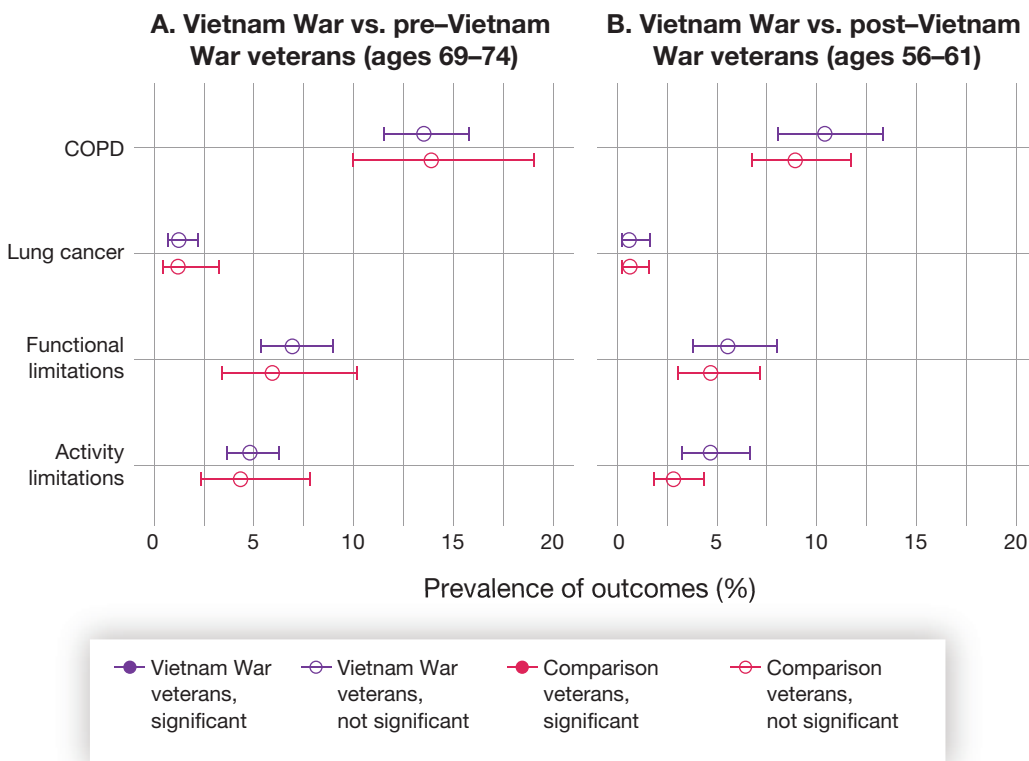 A. Vietnam War vs. pre–Vietnam
War veterans (ages 69–74)
B. Vietnam War vs. post–Vietnam
War veterans (ages 56–61)
COPD
Lung cancer
Functional
limitations
Activity
limitations
0 5 10 15 20
0 5 10 15 20
Prevalence of outcomes (%)
Vietnam War
veterans,
significant
Vietnam War
veterans,
not significant
Comparison
veterans,
significant
Comparison
veterans,
not significant